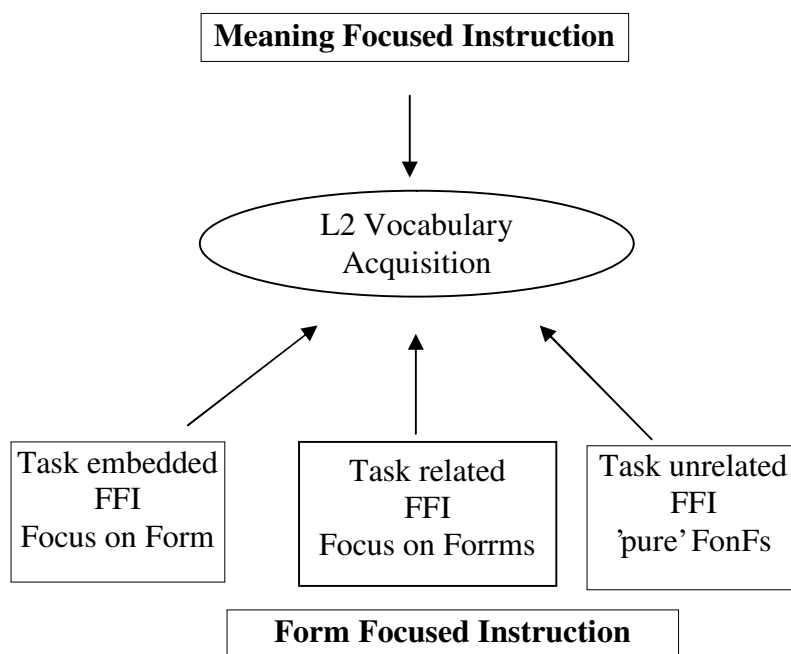 Meaning Focused Instruction
L2 Vocabulary
Acquisition
Task embedded
FFI
Focus on Form
Task related
FFI
Focus on Forrms
Task unrelated
FFI
’pure’ FonFs
Form Focused Instruction